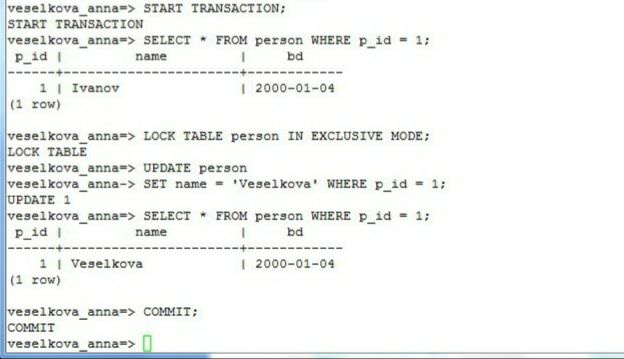 veselkova_anna=> START TRANSACTION;
START TRANSACTION
veselkova_anna=> SELECT * FROM person WHERE p_id = 1;
 p_id |         name         |     bd
------+----------------------+------------
    1 | Ivanov               | 2000-01-04
(1 row)

veselkova_anna=> LOCK TABLE person IN EXCLUSIVE MODE;
LOCK TABLE
veselkova_anna=> UPDATE person
veselkova_anna-> SET name = 'Veselkova' WHERE p_id = 1;
UPDATE 1
veselkova_anna=> SELECT * FROM person WHERE p_id = 1;
 p_id |         name         |     bd
------+----------------------+------------
    1 | Veselkova            | 2000-01-04
(1 row)

veselkova_anna=> COMMIT;
COMMIT
veselkova_anna=>